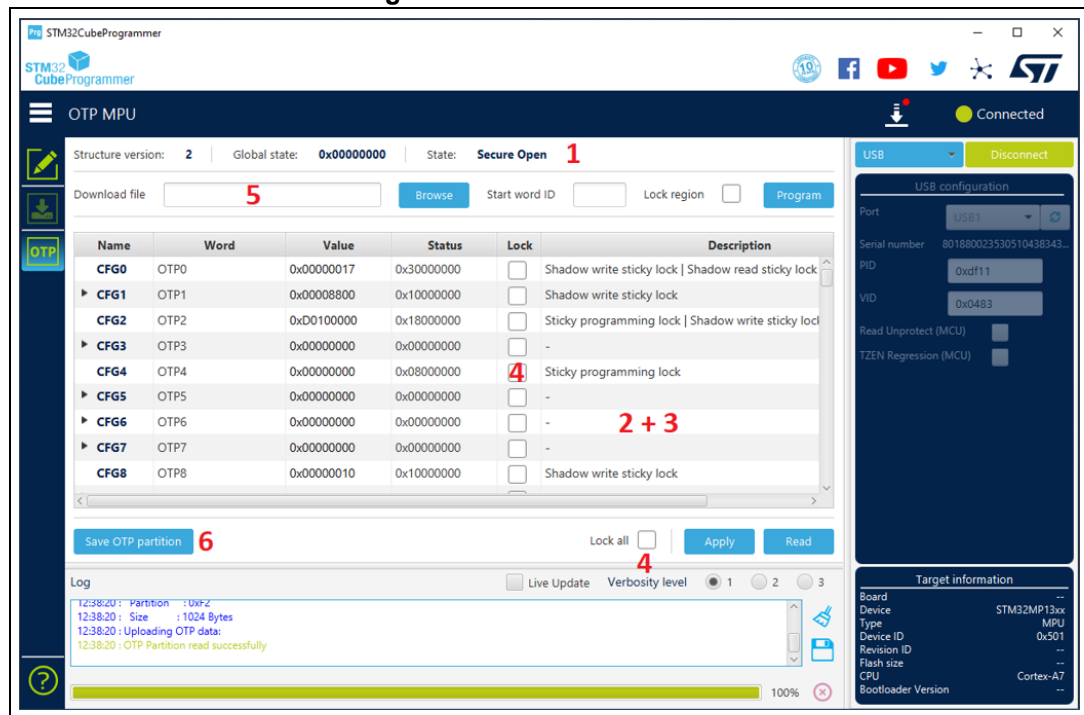 STM32CubeProgrammer
Prg
STM32
CubeProgrammer
19
OTP MPU
Connected
Structure version: 2 Global state: 0x00000000 State: Secure Open 1
USB Disconnect
Download file 5 Browse Start word ID Lock region Program
USB configuration
Port USB1
Serial number 80188002353051043834​3...
PID 0xdf11
VID 0x0483
Read Unprotect (MCU)
TZEN Regression (MCU)
OTP
Name Word Value Status Lock Description
CFG0 OTP0 0x00000017 0x30000000 Shadow write sticky lock | Shadow read sticky lock
CFG1 OTP1 0x00008800 0x10000000 Shadow write sticky lock
CFG2 OTP2 0xD0100000 0x18000000 Sticky programming lock | Shadow write sticky lock
CFG3 OTP3 0x00000000 0x00000000 -
CFG4 OTP4 0x00000000 0x08000000 4 Sticky programming lock
CFG5 OTP5 0x00000000 0x00000000 -
CFG6 OTP6 0x00000000 0x00000000 - 2 + 3
CFG7 OTP7 0x00000000 0x00000000 -
CFG8 OTP8 0x00000010 0x10000000 Shadow write sticky lock
Save OTP partition 6 Lock all Apply Read
4
Log Live Update Verbosity level 1 2 3
12:38:20 : Partition : 0xF2
12:38:20 : Size : 1024 Bytes
12:38:20 : Uploading OTP data:
12:38:20 : OTP Partition read successfully
100%
Target information
Board --
Device STM32MP13xx
Type MPU
Device ID 0x501
Revision ID --
Flash size --
CPU Cortex-A7
Bootloader Version --